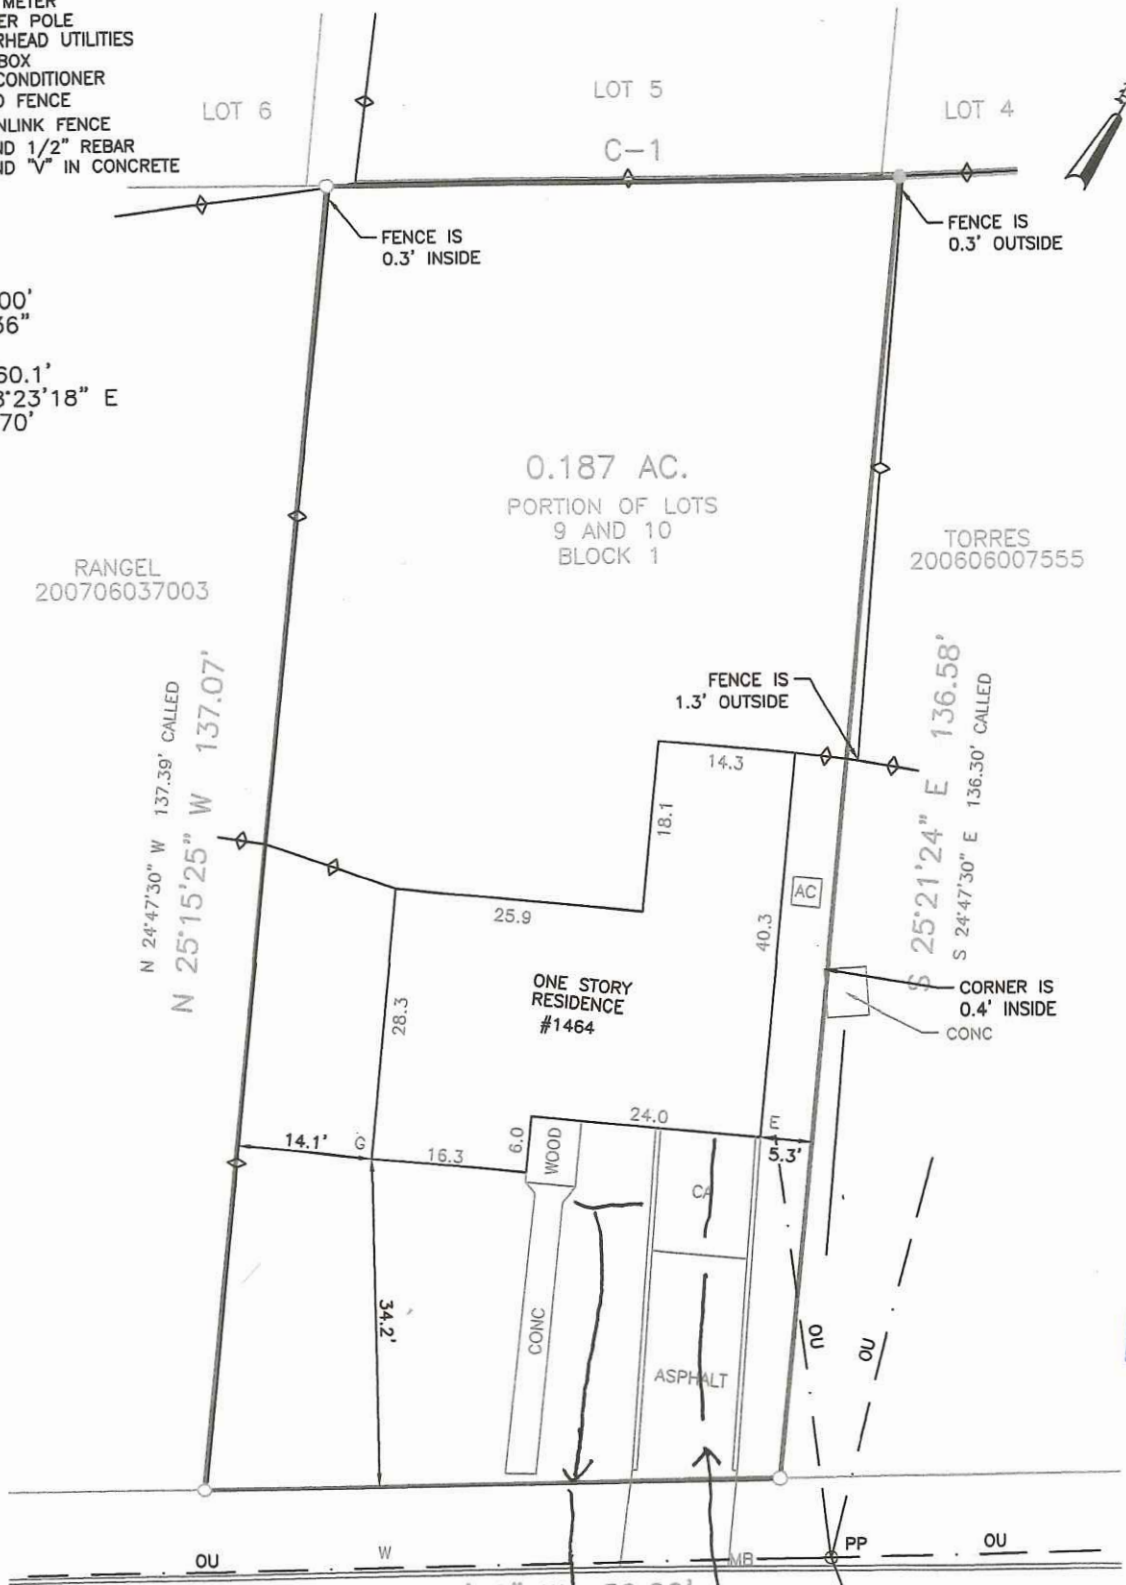 METER
ER POLE
RHEAD UTILITIES
BOX
CONDITIONER
D FENCE
NLINK FENCE
ND 1/2" REBAR
ND "V" IN CONCRETE
LOT 6
LOT 5
LOT 4
C-1
FENCE IS
0.3' INSIDE
FENCE IS
0.3' OUTSIDE
00'
36"
60.1'
3°23'18" E
70'
0.187 AC.
PORTION OF LOTS
9 AND 10
BLOCK 1
RANGEL
200706037003
TORRES
200606007555
N 24°47'30" W 137.39' CALLED
N 25°15'25" W 137.07'
FENCE IS
1.3' OUTSIDE
S 25°21'24" E 136.58'
S 24°47'30" E 136.30' CALLED
14.3
18.1
AC
25.9
40.3
ONE STORY
RESIDENCE
#1464
28.3
CORNER IS
0.4' INSIDE
CONC
24.0
E
14.1'
G
16.3
6.0
WOOD
5.3'
CA
34.2'
CONC
ASPHALT
OU
OU
OU
W
MB
PP
OU